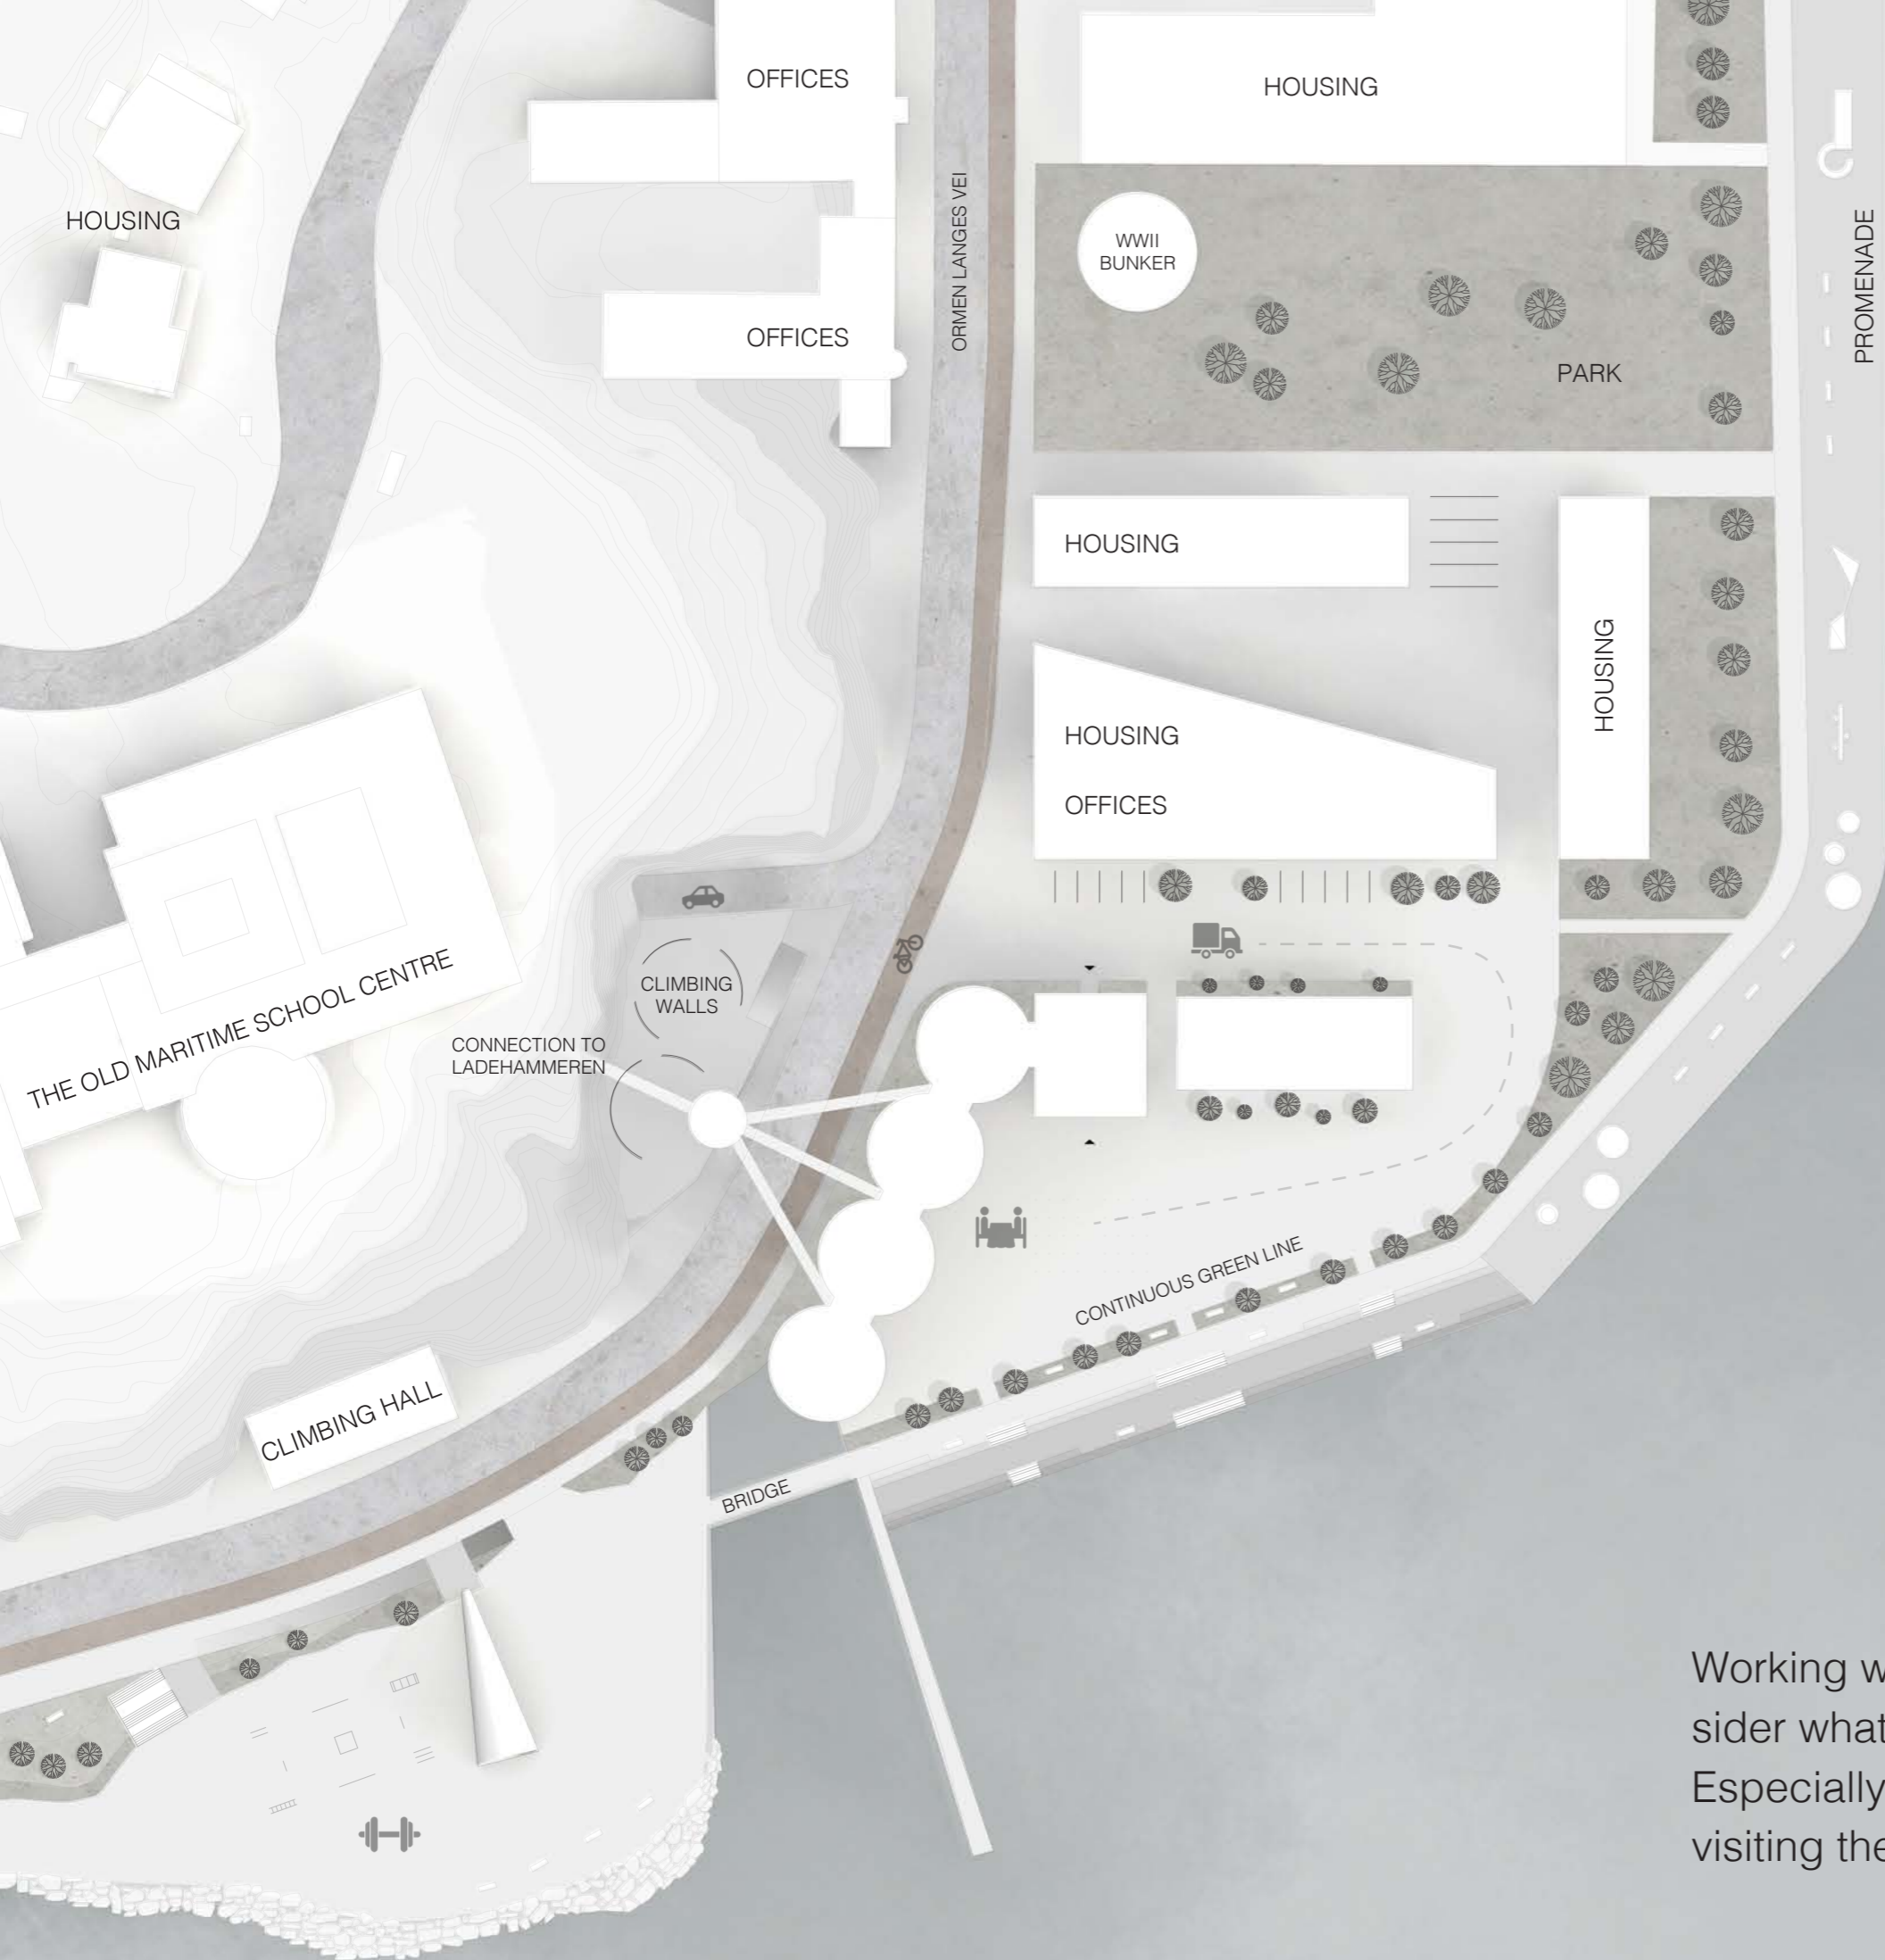 OFFICES
HOUSING
HOUSING
ORMEN LANGES VEI
WWII
BUNKER
PROMENADE
OFFICES
PARK
HOUSING
HOUSING
HOUSING
OFFICES
THE OLD MARITIME SCHOOL CENTRE
CLIMBING
WALLS
CONNECTION TO
LADEHAMMEREN
CONTINUOUS GREEN LINE
CLIMBING HALL
BRIDGE
Working w
sider what
Especially
visiting the